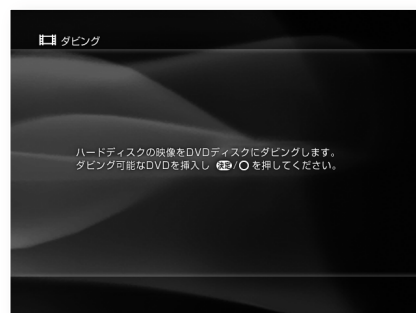 ダビング
ハードディスクの映像をDVDディスクにダビングします。
ダビング可能なDVDを挿入し 決定/○を押してください。